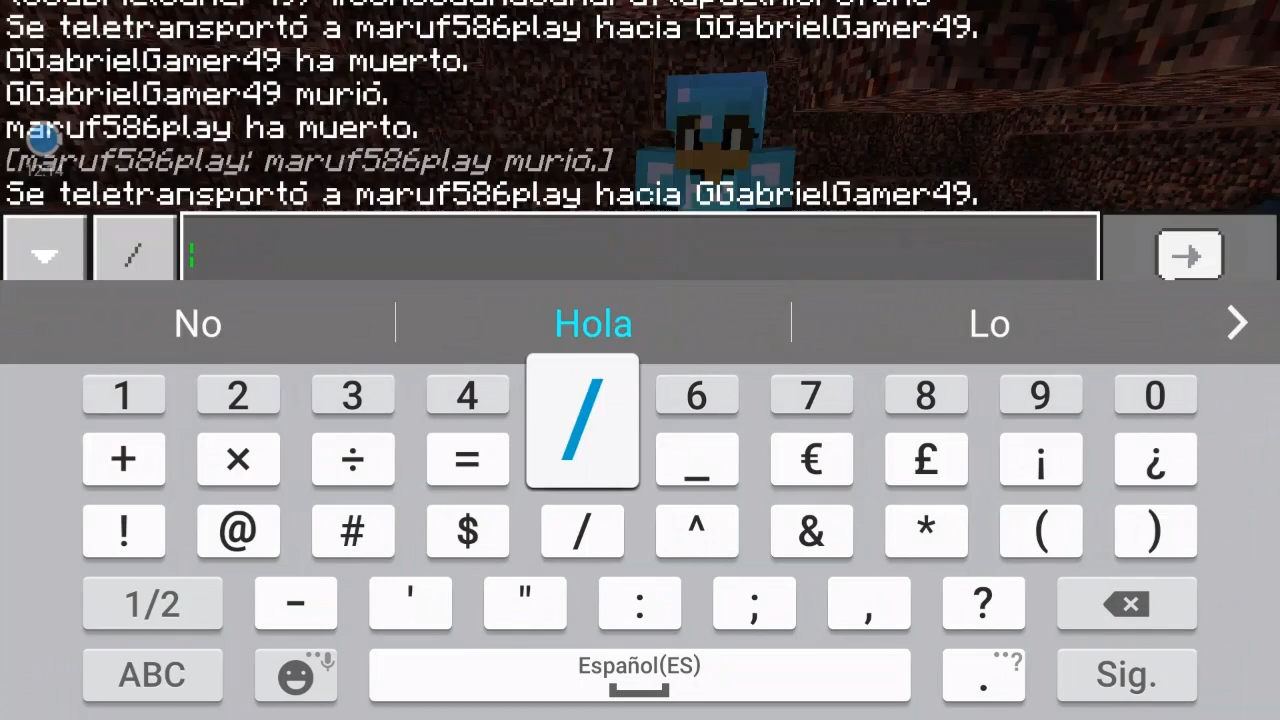 Se teletransportó a maruf586play hacia GGabrielGamer49.
GGabrielGamer49 ha muerto.
GGabrielGamer49 murió.
maruf586play ha muerto.
[maruf586play: maruf586play murió.]
12:14
Se teletransportó a maruf586play hacia GGabrielGamer49.
/
No Hola Lo
1 2 3 4 / 6 7 8 9 0
+ × ÷ = _ € £ ¡ ¿
! @ # $ / ^ & * ( )
1/2 - ' " : ; , ?
ABC Español(ES) . ? Sig.